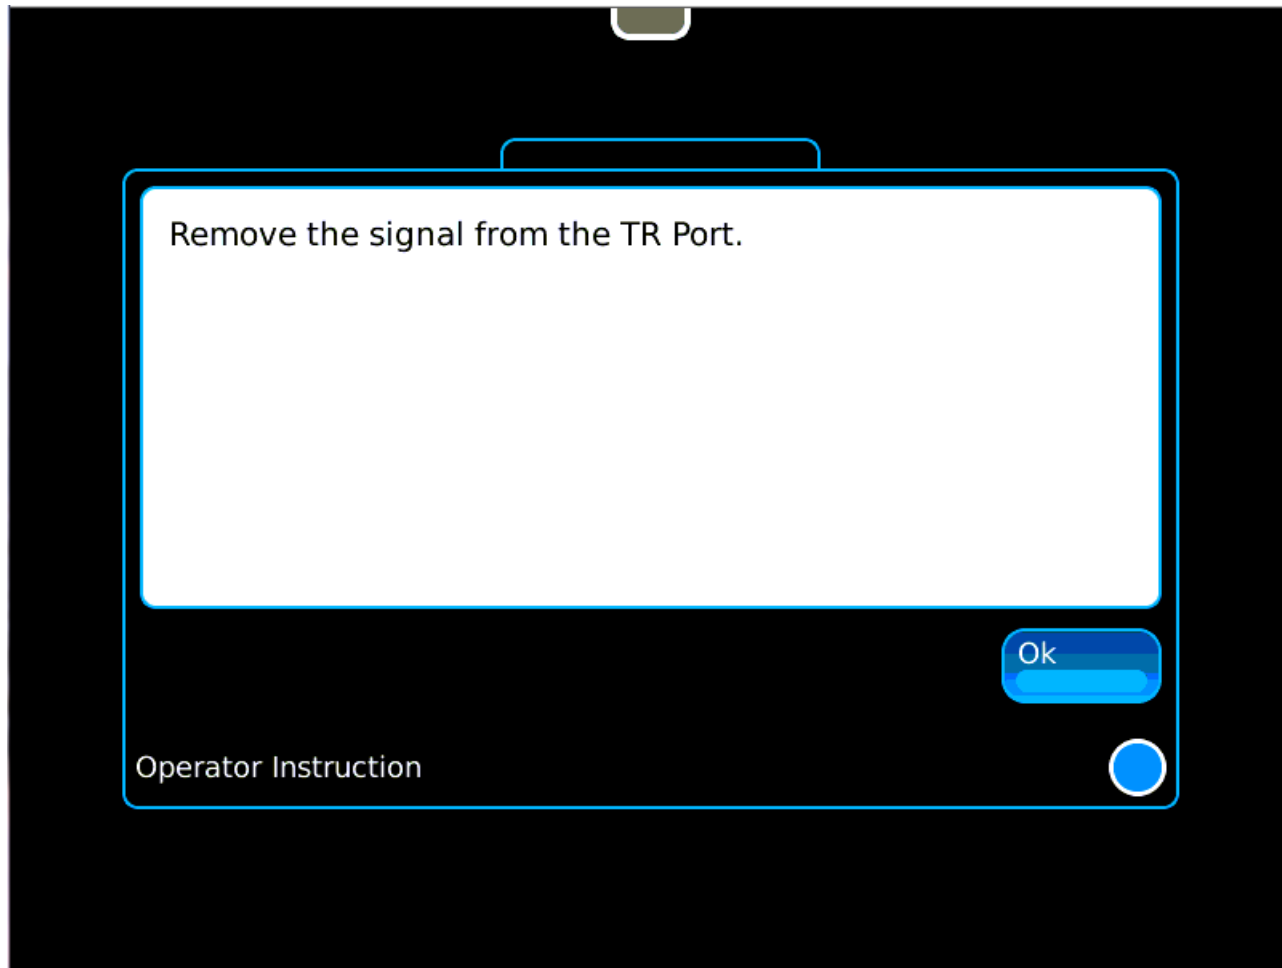 Remove the signal from the TR Port.
Ok
Operator Instruction